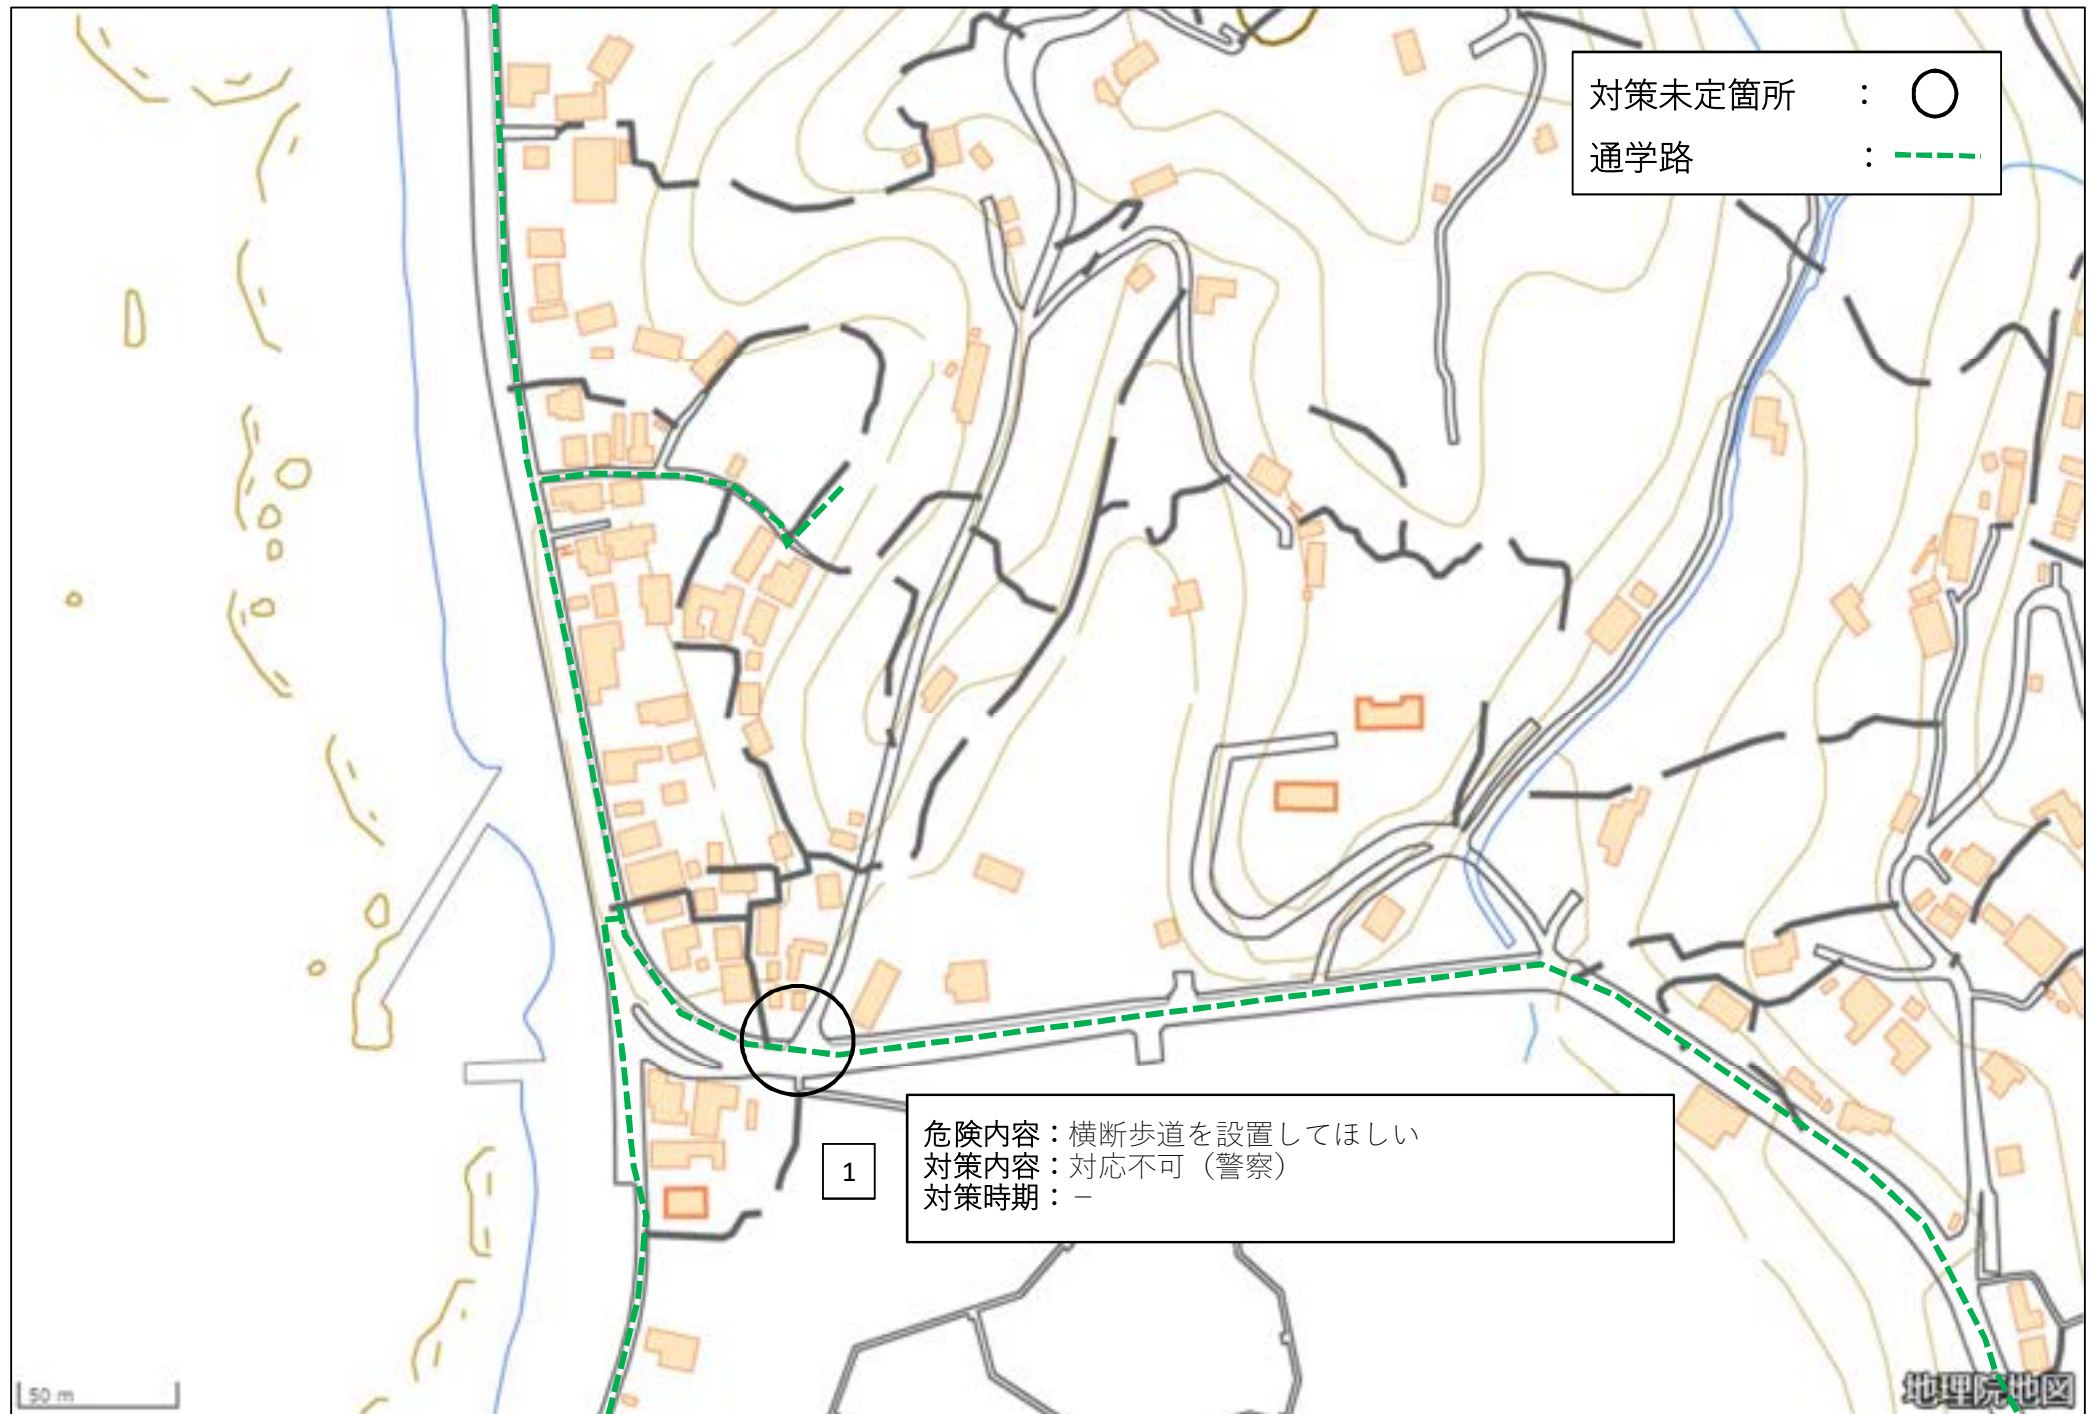 対策未定箇所 ：
通学路 ：
危険内容：横断歩道を設置してほしい
対策内容：対応不可（警察）
対策時期：－
1
50 m
地理院地図